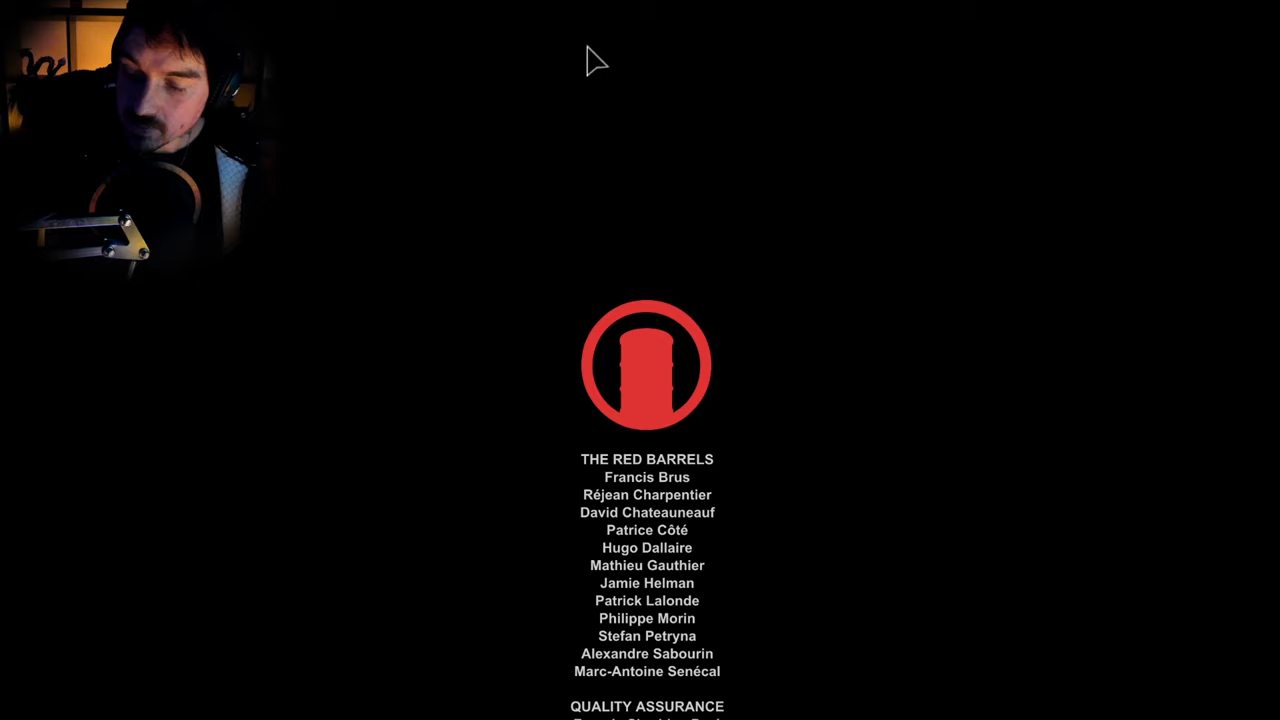 THE RED BARRELS
Francis Brus
Réjean Charpentier
David Chateauneuf
Patrice Côté
Hugo Dallaire
Mathieu Gauthier
Jamie Helman
Patrick Lalonde
Philippe Morin
Stefan Petryna
Alexandre Sabourin
Marc-Antoine Senécal
QUALITY ASSURANCE